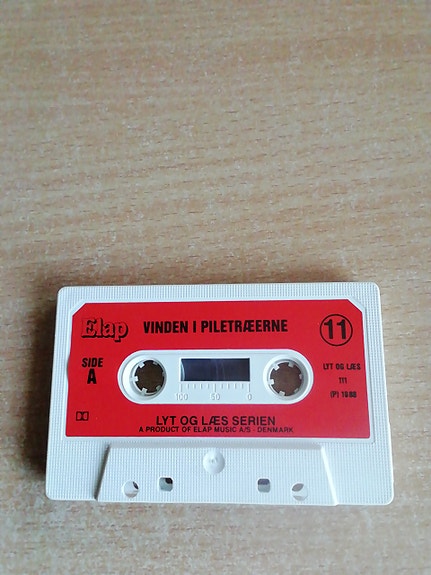 Elap VINDEN I PILETRÆERNE 11
SIDE
A
LYT OG LÆS
111
(P) 1988
100 50 0
LYT OG LÆS SERIEN
A PRODUCT OF ELAP MUSIC A/S - DENMARK